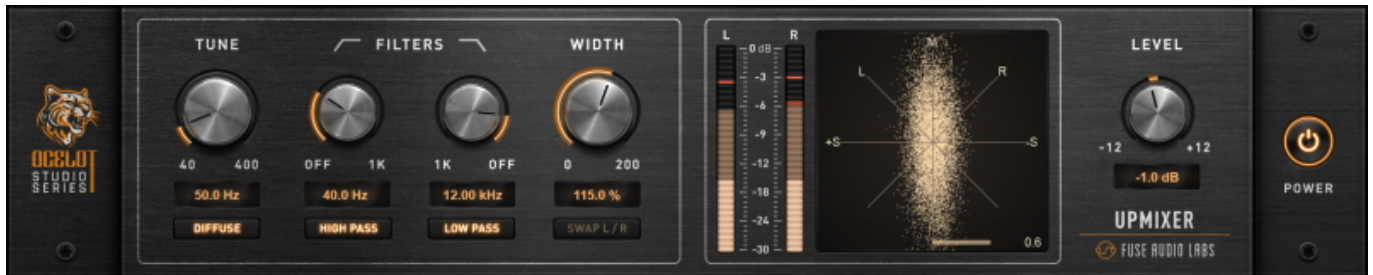 OCELOT
STUDIO
SERIES
TUNE
40 400
50.0 Hz
DIFFUSE
FILTERS
OFF 1K
1K OFF
40.0 Hz
12.00 kHz
HIGH PASS
LOW PASS
WIDTH
0 200
115.0 %
SWAP L / R
L R
0 dB
-3
-6
-9
-12
-18
-24
-30
M
L R
+S -S
0.6
LEVEL
-12 +12
-1.0 dB
UPMIXER
FUSE AUDIO LABS
POWER